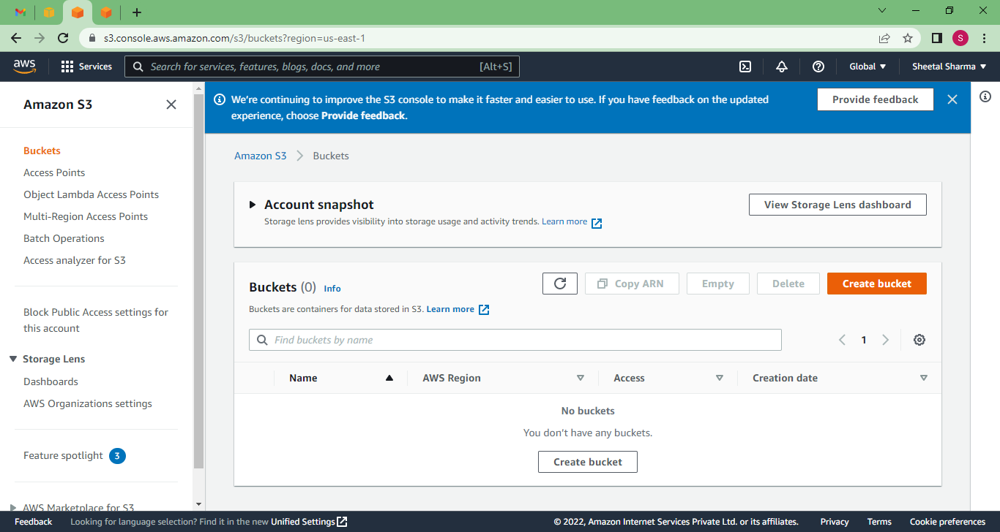 s3.console.aws.amazon.com/s3/buckets?region=us-east-1
S
aws
Services
Search for services, features, blogs, docs, and more
[Alt+S]
Global
Sheetal Sharma
Amazon S3
Buckets
Access Points
Object Lambda Access Points
Multi-Region Access Points
Batch Operations
Access analyzer for S3
Block Public Access settings for
this account
Storage Lens
Dashboards
AWS Organizations settings
Feature spotlight 3
AWS Marketplace for S3
We're continuing to improve the S3 console to make it faster and easier to use. If you have feedback on the updated
experience, choose Provide feedback.
Provide feedback
Amazon S3 Buckets
Account snapshot
Storage lens provides visibility into storage usage and activity trends. Learn more
View Storage Lens dashboard
Buckets (0) Info
Buckets are containers for data stored in S3. Learn more
Copy ARN
Empty
Delete
Create bucket
Find buckets by name
1
Name
AWS Region
Access
Creation date
No buckets
You don't have any buckets.
Create bucket
Feedback
Looking for language selection? Find it in the new Unified Settings
© 2022, Amazon Internet Services Private Ltd. or its affiliates.
Privacy
Terms
Cookie preferences